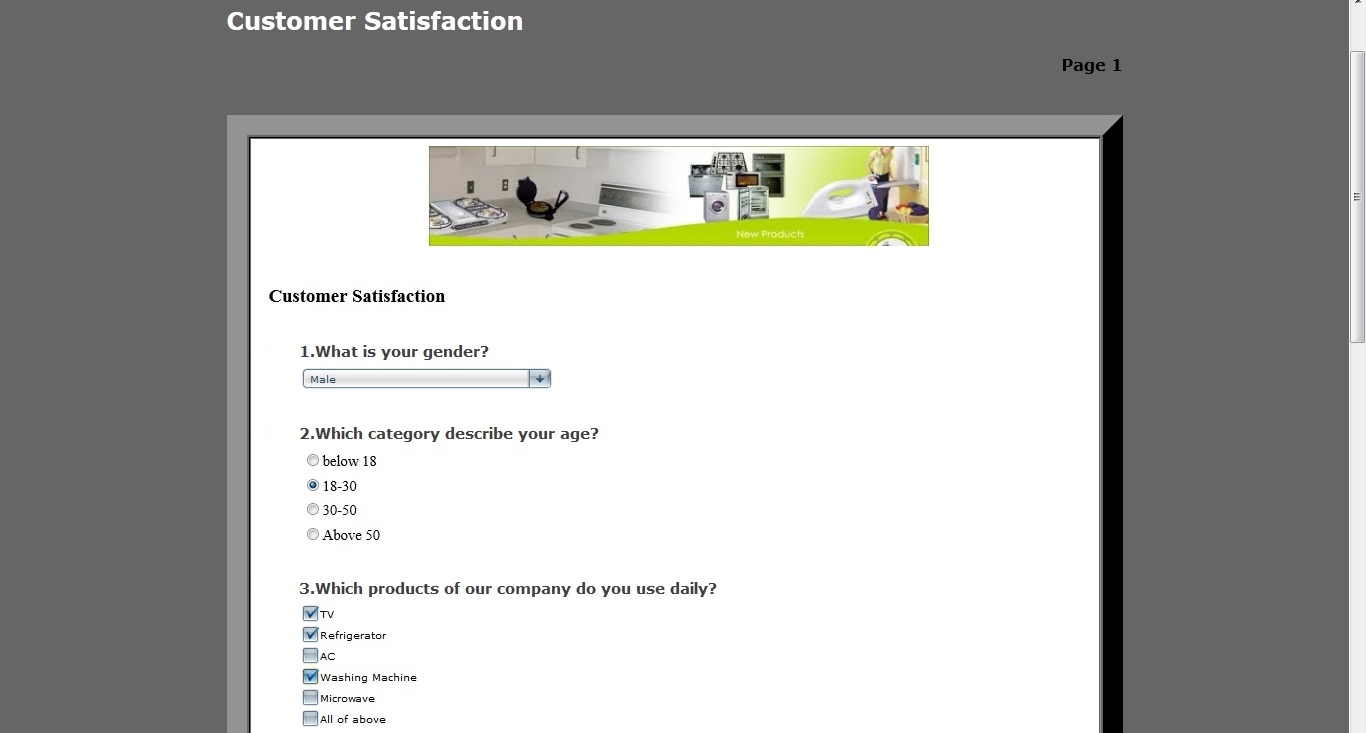 Customer Satisfaction
Page 1
New Products
Customer Satisfaction
1.What is your gender?
Male
2.Which category describe your age?
below 18
18-30
30-50
Above 50
3.Which products of our company do you use daily?
TV
Refrigerator
AC
Washing Machine
Microwave
All of above